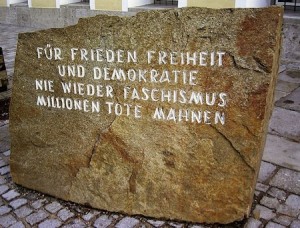 FÜR FRIEDEN FREIHEIT
UND DEMOKRATIE
NIE WIEDER FASCHISMUS
MILLIONEN TOTE MAHNEN